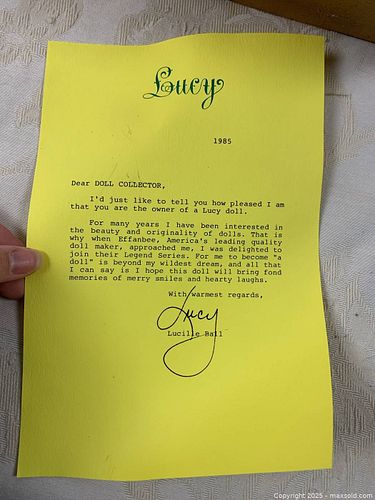 Lucy
1985
Dear DOLL COLLECTOR,
I'd just like to tell you how pleased I am
that you are the owner of a Lucy doll.
For many years I have been interested in
the beauty and originality of dolls. That is
why when Effanbee, America's leading quality
doll maker, approached me, I was delighted to
join their Legend Series. For me to become "a
doll" is beyond my wildest dream, and all that
I can say is I hope this doll will bring fond
memories of merry smiles and hearty laughs.
With warmest regards,
Lucy
Lucille Ball
Copyright © 2025 - maxsold.com